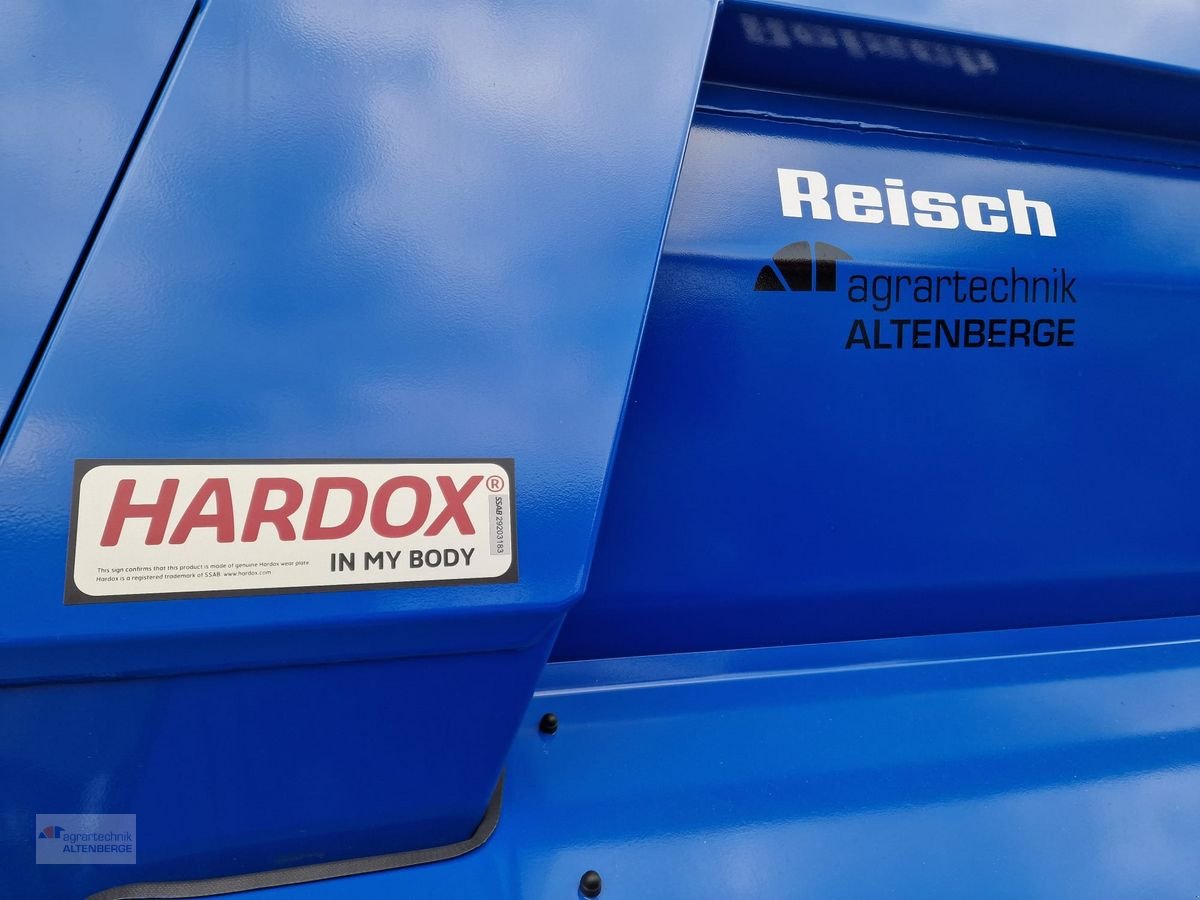 Reisch
Reisch
agrartechnik
ALTENBERGE
HARDOX®
IN MY BODY
This sign confirms that this product is made of genuine Hardox wear plate.
Hardox is a registered trademark of SSAB. www.hardox.com
SSAB 29203183
agrartechnik
ALTENBERGE